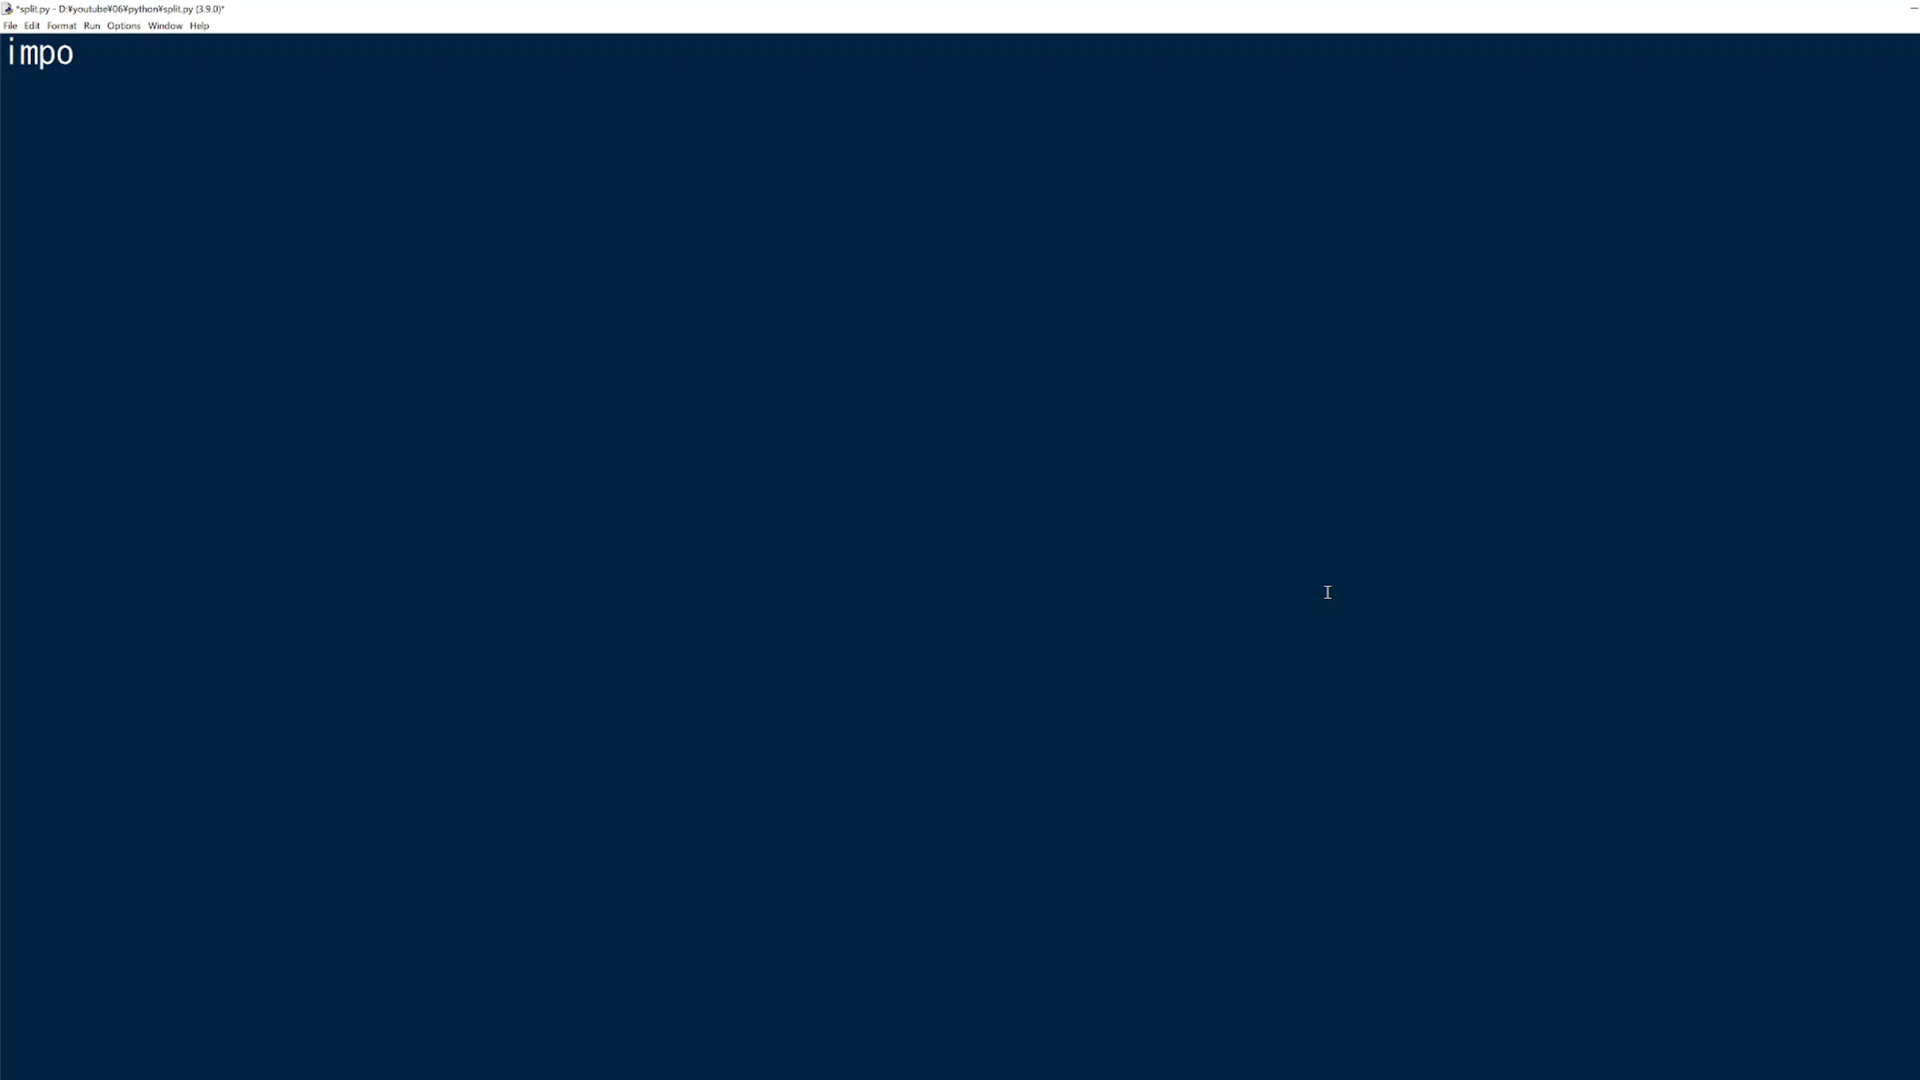 *split.py - D:¥youtube¥06¥python¥split.py (3.9.0)*
File Edit Format Run Options Window Help
impo